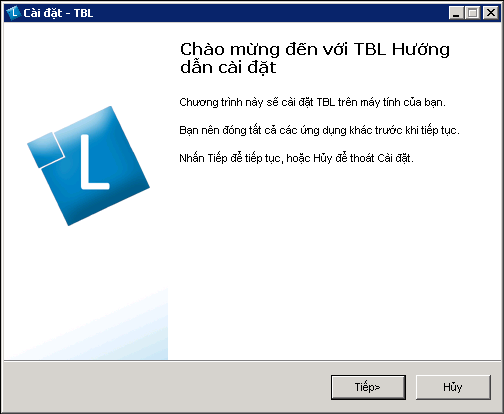 Cài đặt - TBL
Chào mừng đến với TBL Hướng
dẫn cài đặt
Chương trình này sẽ cài đặt TBL trên máy tính của bạn.
Bạn nên đóng tất cả các ứng dụng khác trước khi tiếp tục.
Nhấn Tiếp để tiếp tục, hoặc Hủy để thoát Cài đặt.
L
Tiếp>
Hủy